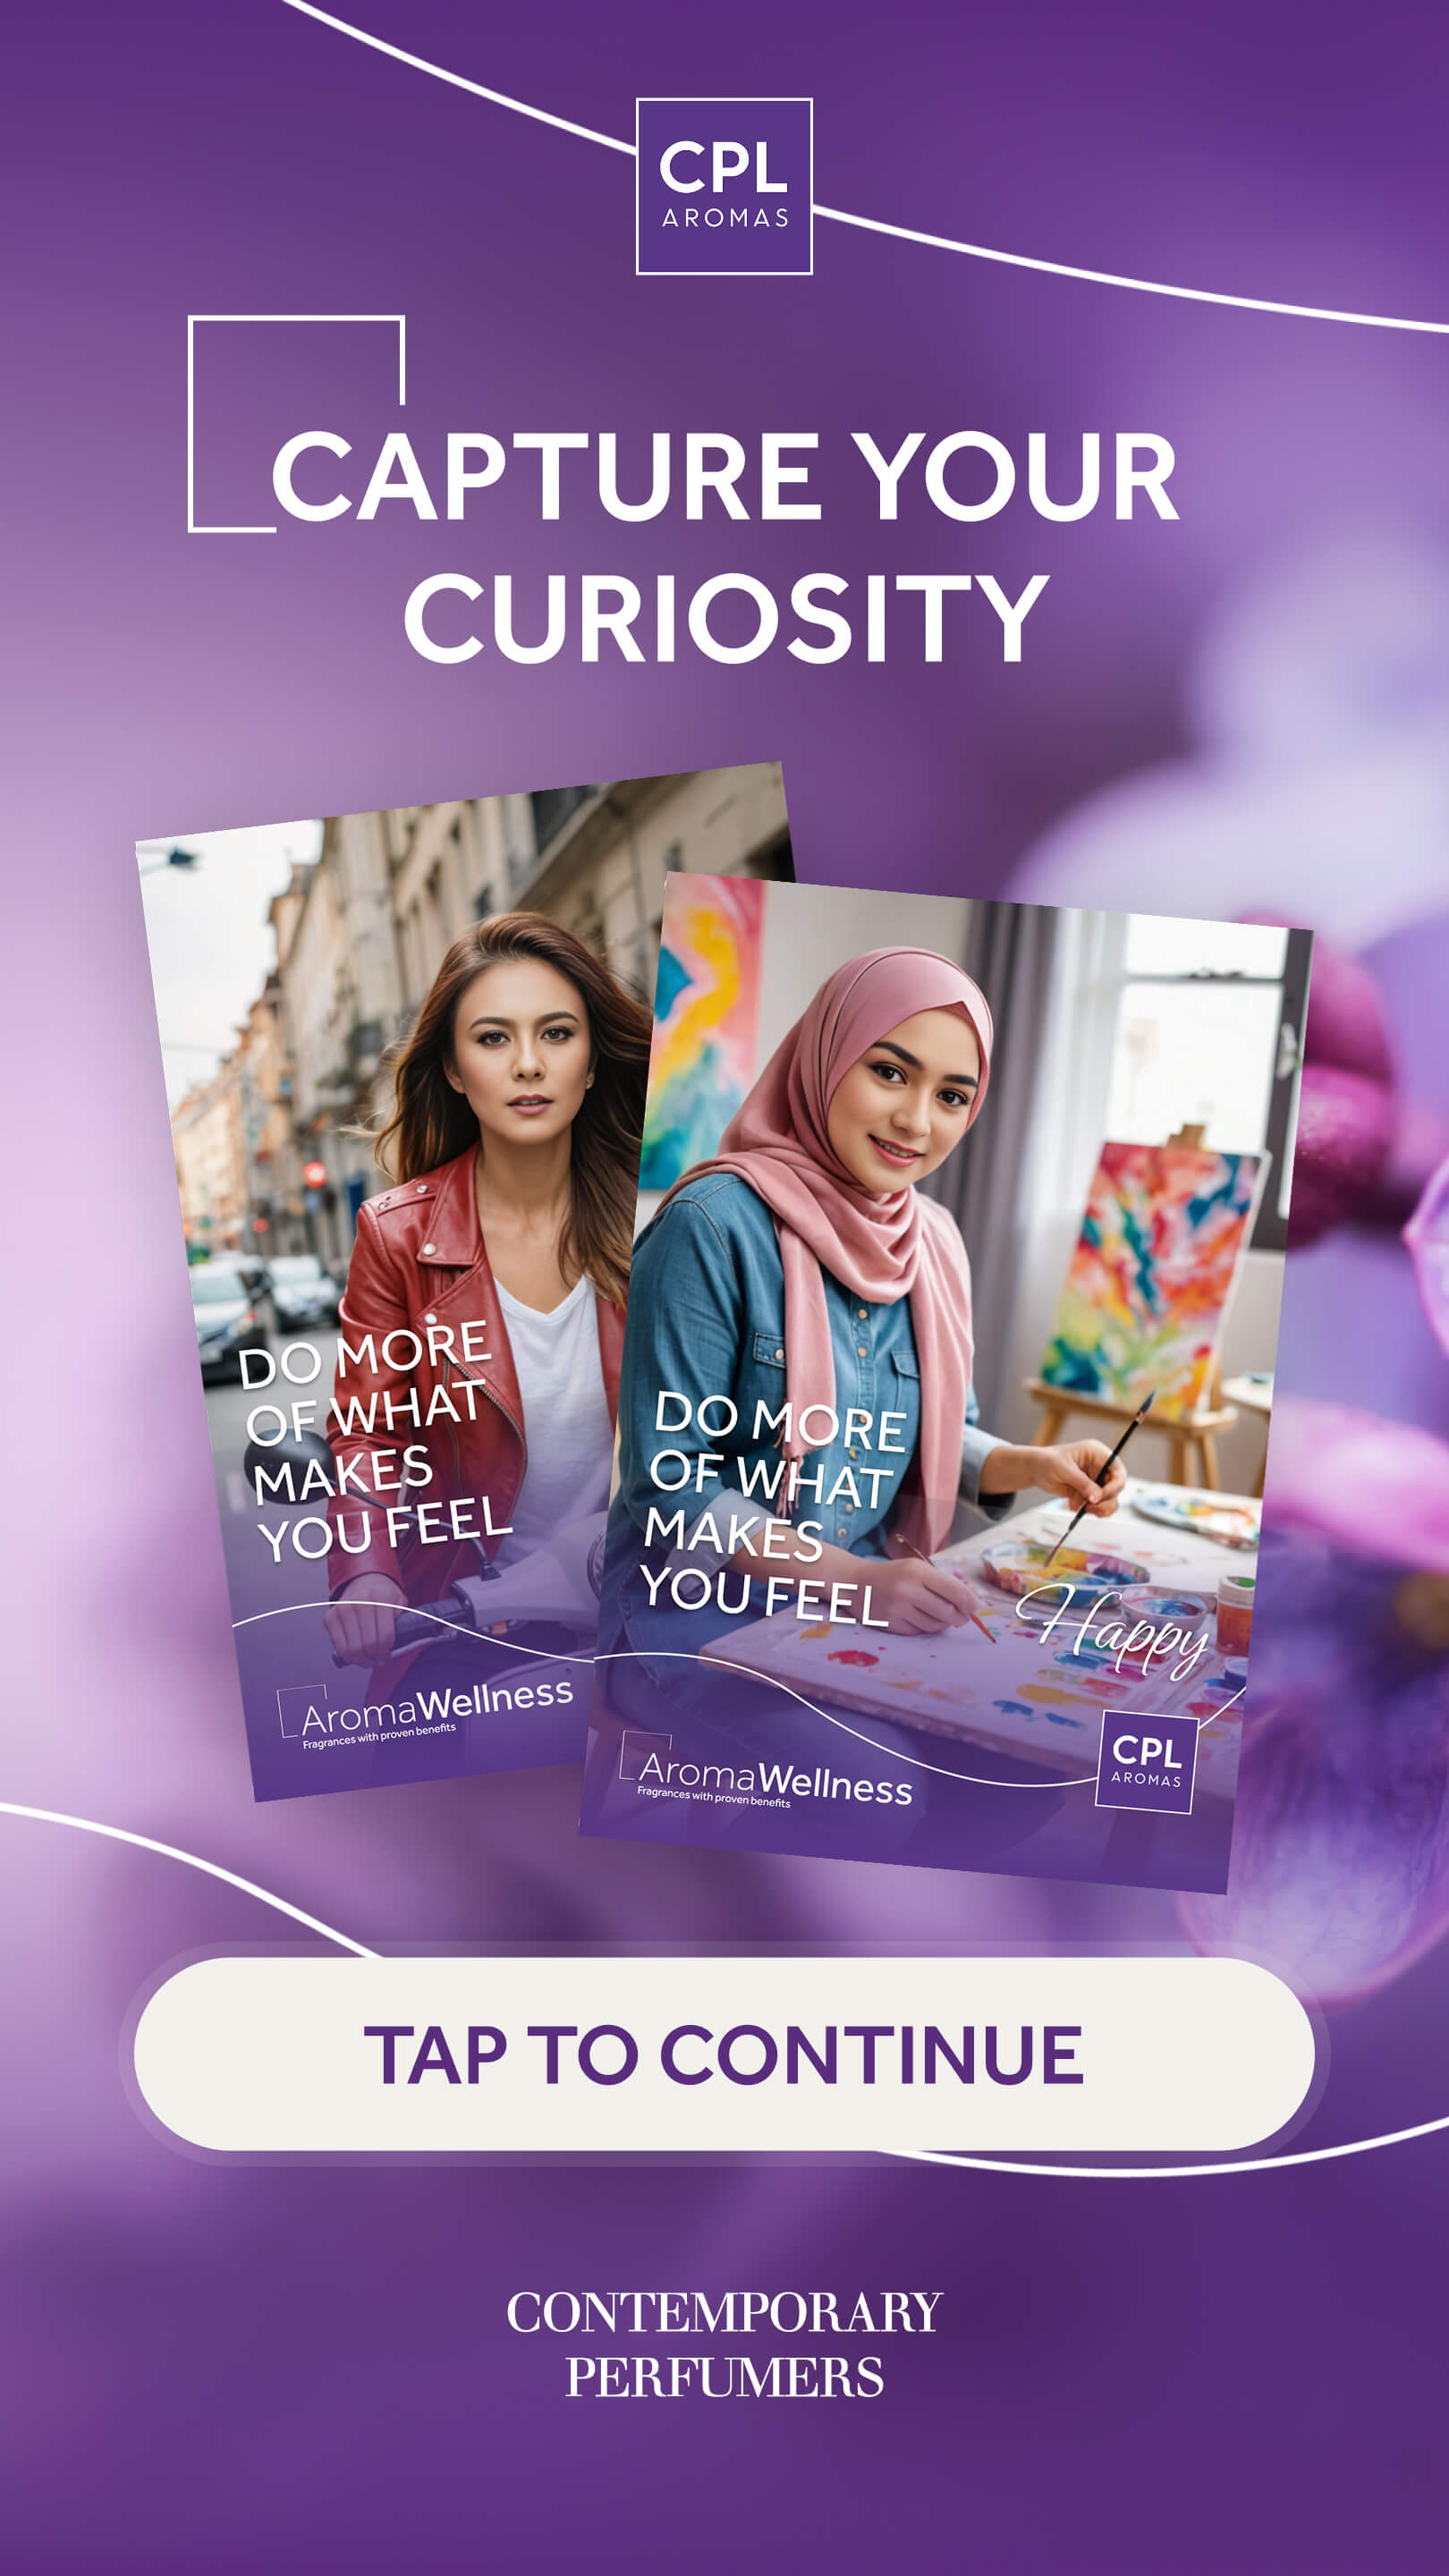 CPL
AROMAS
CAPTURE YOUR
CURIOSITY
DO MORE
OF WHAT
MAKES
YOU FEEL
AromaWellness
Fragrances with proven benefits
DO MORE
OF WHAT
MAKES
YOU FEEL
Happy
AromaWellness
Fragrances with proven benefits
CPL
AROMAS
TAP TO CONTINUE
CONTEMPORARY
PERFUMERS